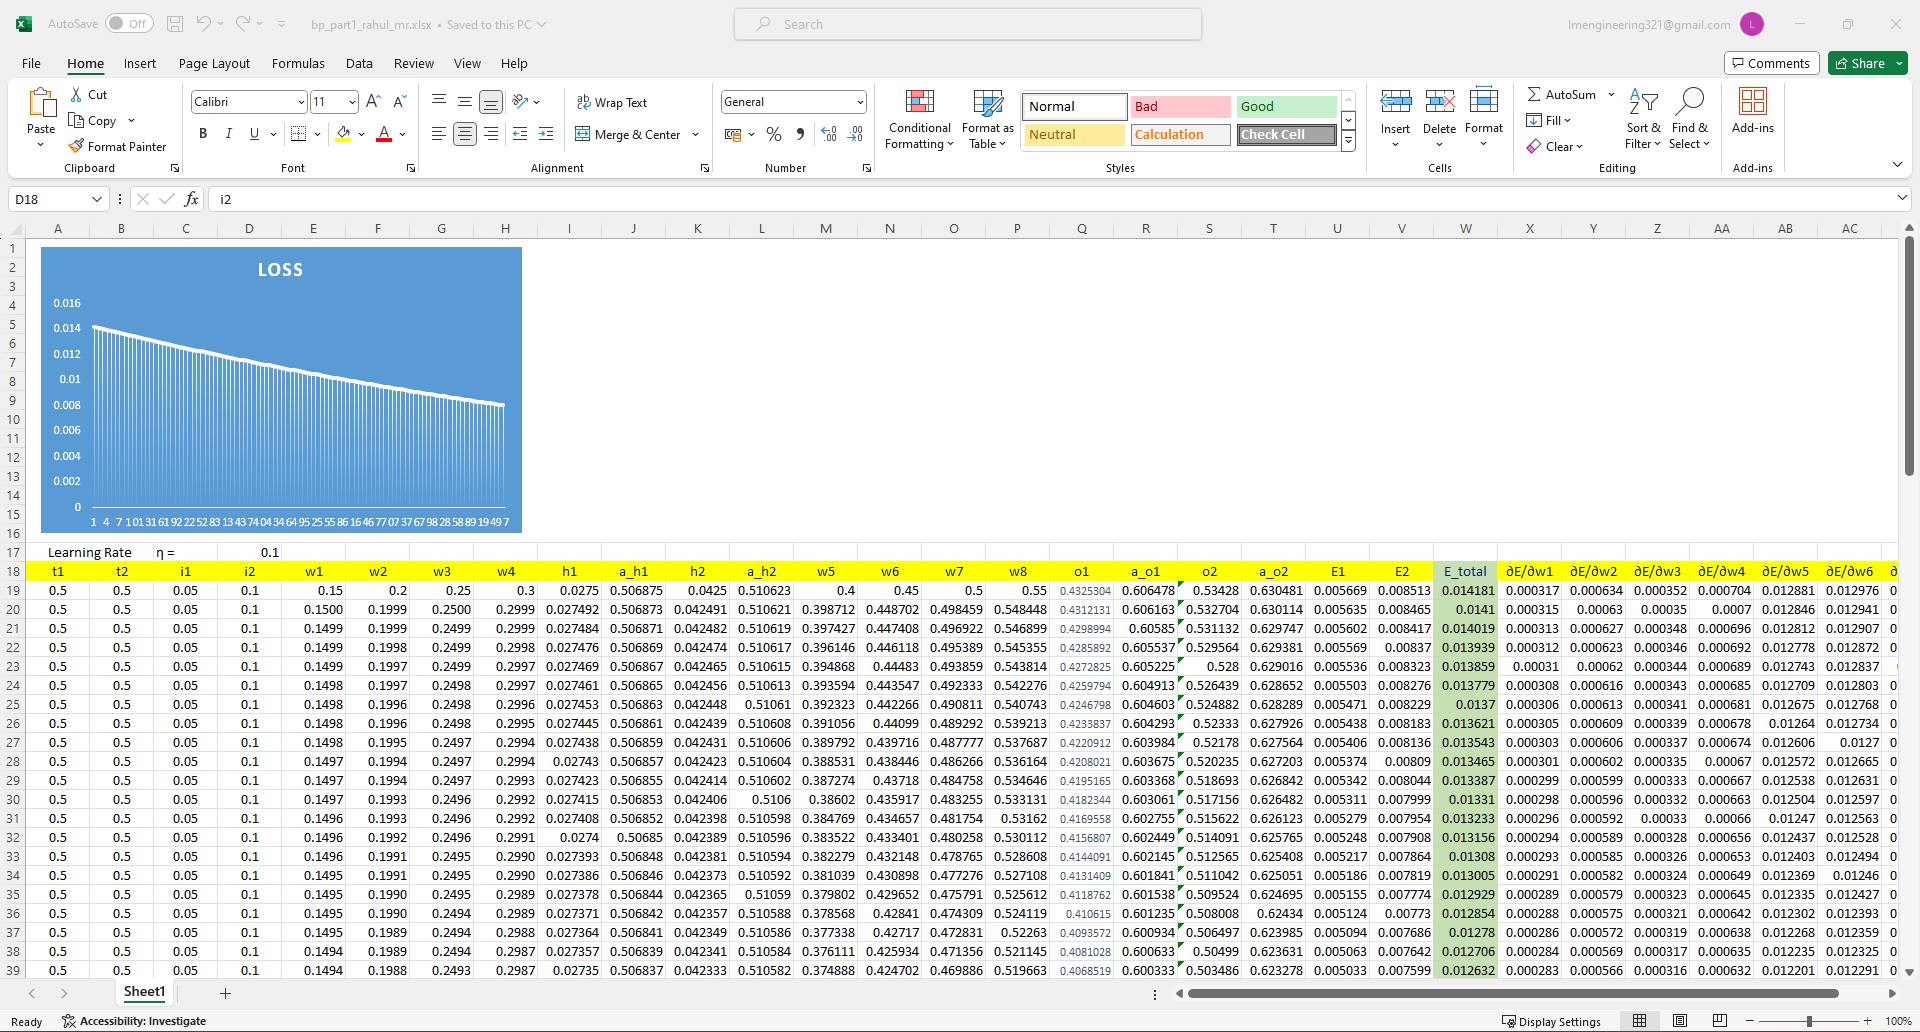 AutoSave Off bp_part1_rahul_mr.xlsx • Saved to this PC Search lmengineering321@gmail.com L
File Home Insert Page Layout Formulas Data Review View Help Comments Share
Cut
Copy
Paste
Format Painter
Clipboard
Calibri 11
B I U
Font
Wrap Text
Merge & Center
Alignment
General
Number
Conditional Formatting
Format as Table
Normal Bad Good
Neutral Calculation Check Cell
Styles
Insert Delete Format
Cells
AutoSum
Fill
Clear
Sort & Filter
Find & Select
Editing
Add-ins
Add-ins
D18 fx i2
A B C D E F G H I J K L M N O P Q R S T U V W X Y Z AA AB AC
1
2
3
4
5
6
7
8
9
10
11
12
13
14
15
16
LOSS
0.016
0.014
0.012
0.01
0.008
0.006
0.004
0.002
0
1 4 7 1 01 31 61 92 22 52 83 13 43 74 04 34 64 95 25 55 86 16 46 77 07 37 67 98 28 58 89 19 49 7
17 Learning Rate η = 0.1
18 t1 t2 i1 i2 w1 w2 w3 w4 h1 a_h1 h2 a_h2 w5 w6 w7 w8 o1 a_o1 o2 a_o2 E1 E2 E_total ∂E/∂w1 ∂E/∂w2 ∂E/∂w3 ∂E/∂w4 ∂E/∂w5 ∂E/∂w6 ∂
19 0.5 0.5 0.05 0.1 0.15 0.2 0.25 0.3 0.0275 0.506875 0.0425 0.510623 0.4 0.45 0.5 0.55 0.4325304 0.606478 0.53428 0.630481 0.005669 0.008513 0.014181 0.000317 0.000634 0.000352 0.000704 0.012881 0.012976 0
20 0.5 0.5 0.05 0.1 0.1500 0.1999 0.2500 0.2999 0.027492 0.506873 0.042491 0.510621 0.398712 0.448702 0.498459 0.548448 0.4312131 0.606163 0.532704 0.630114 0.005635 0.008465 0.0141 0.000315 0.00063 0.00035 0.0007 0.012846 0.012941 0
21 0.5 0.5 0.05 0.1 0.1499 0.1999 0.2499 0.2999 0.027484 0.506871 0.042482 0.510619 0.397427 0.447408 0.496922 0.546899 0.4298994 0.60585 0.531132 0.629747 0.005602 0.008417 0.014019 0.000313 0.000627 0.000348 0.000696 0.012812 0.012907 0
22 0.5 0.5 0.05 0.1 0.1499 0.1998 0.2499 0.2998 0.027476 0.506869 0.042474 0.510617 0.396146 0.446118 0.495389 0.545355 0.4285892 0.605537 0.529564 0.629381 0.005569 0.00837 0.013939 0.000312 0.000623 0.000346 0.000692 0.012778 0.012872 0
23 0.5 0.5 0.05 0.1 0.1499 0.1997 0.2499 0.2997 0.027469 0.506867 0.042465 0.510615 0.394868 0.44483 0.493859 0.543814 0.4272825 0.605225 0.528 0.629016 0.005536 0.008323 0.013859 0.00031 0.00062 0.000344 0.000689 0.012743 0.012837
24 0.5 0.5 0.05 0.1 0.1498 0.1997 0.2498 0.2997 0.027461 0.506865 0.042456 0.510613 0.393594 0.443547 0.492333 0.542276 0.4259794 0.604913 0.526439 0.628652 0.005503 0.008276 0.013779 0.000308 0.000616 0.000343 0.000685 0.012709 0.012803 0
25 0.5 0.5 0.05 0.1 0.1498 0.1996 0.2498 0.2996 0.027453 0.506863 0.042448 0.51061 0.392323 0.442266 0.490811 0.540743 0.4246798 0.604603 0.524882 0.628289 0.005471 0.008229 0.0137 0.000306 0.000613 0.000341 0.000681 0.012675 0.012768 0
26 0.5 0.5 0.05 0.1 0.1498 0.1996 0.2498 0.2995 0.027445 0.506861 0.042439 0.510608 0.391056 0.44099 0.489292 0.539213 0.4233837 0.604293 0.52333 0.627926 0.005438 0.008183 0.013621 0.000305 0.000609 0.000339 0.000678 0.01264 0.012734 0
27 0.5 0.5 0.05 0.1 0.1498 0.1995 0.2497 0.2994 0.027438 0.506859 0.042431 0.510606 0.389792 0.439716 0.487777 0.537687 0.4220912 0.603984 0.52178 0.627564 0.005406 0.008136 0.013543 0.000303 0.000606 0.000337 0.000674 0.012606 0.0127 0
28 0.5 0.5 0.05 0.1 0.1497 0.1994 0.2497 0.2994 0.02743 0.506857 0.042423 0.510604 0.388531 0.438446 0.486266 0.536164 0.4208021 0.603675 0.520235 0.627203 0.005374 0.00809 0.013465 0.000301 0.000602 0.000335 0.00067 0.012572 0.012665 0
29 0.5 0.5 0.05 0.1 0.1497 0.1994 0.2497 0.2993 0.027423 0.506855 0.042414 0.510602 0.387274 0.43718 0.484758 0.534646 0.4195165 0.603368 0.518693 0.626842 0.005342 0.008044 0.013387 0.000299 0.000599 0.000333 0.000667 0.012538 0.012631 0
30 0.5 0.5 0.05 0.1 0.1497 0.1993 0.2496 0.2992 0.027415 0.506853 0.042406 0.5106 0.38602 0.435917 0.483255 0.533131 0.4182344 0.603061 0.517156 0.626482 0.005311 0.007999 0.01331 0.000298 0.000596 0.000332 0.000663 0.012504 0.012597 0
31 0.5 0.5 0.05 0.1 0.1496 0.1993 0.2496 0.2992 0.027408 0.506852 0.042398 0.510598 0.384769 0.434657 0.481754 0.53162 0.4169558 0.602755 0.515622 0.626123 0.005279 0.007954 0.013233 0.000296 0.000592 0.00033 0.00066 0.01247 0.012563 0
32 0.5 0.5 0.05 0.1 0.1496 0.1992 0.2496 0.2991 0.0274 0.50685 0.042389 0.510596 0.383522 0.433401 0.480258 0.530112 0.4156807 0.602449 0.514091 0.625765 0.005248 0.007908 0.013156 0.000294 0.000589 0.000328 0.000656 0.012437 0.012528 0
33 0.5 0.5 0.05 0.1 0.1496 0.1991 0.2495 0.2990 0.027393 0.506848 0.042381 0.510594 0.382279 0.432148 0.478765 0.528608 0.4144091 0.602145 0.512565 0.625408 0.005217 0.007864 0.01308 0.000293 0.000585 0.000326 0.000653 0.012403 0.012494 0
34 0.5 0.5 0.05 0.1 0.1495 0.1991 0.2495 0.2990 0.027386 0.506846 0.042373 0.510592 0.381039 0.430898 0.477276 0.527108 0.4131409 0.601841 0.511042 0.625051 0.005186 0.007819 0.013005 0.000291 0.000582 0.000324 0.000649 0.012369 0.01246 0
35 0.5 0.5 0.05 0.1 0.1495 0.1990 0.2495 0.2989 0.027378 0.506844 0.042365 0.51059 0.379802 0.429652 0.475791 0.525612 0.4118762 0.601538 0.509524 0.624695 0.005155 0.007774 0.012929 0.000289 0.000579 0.000323 0.000645 0.012335 0.012427 0
36 0.5 0.5 0.05 0.1 0.1495 0.1990 0.2494 0.2989 0.027371 0.506842 0.042357 0.510588 0.378568 0.42841 0.474309 0.524119 0.410615 0.601235 0.508008 0.62434 0.005124 0.00773 0.012854 0.000288 0.000575 0.000321 0.000642 0.012302 0.012393 0
37 0.5 0.5 0.05 0.1 0.1495 0.1989 0.2494 0.2988 0.027364 0.506841 0.042349 0.510586 0.377338 0.42717 0.472831 0.52263 0.4093572 0.600934 0.506497 0.623985 0.005094 0.007686 0.01278 0.000286 0.000572 0.000319 0.000638 0.012268 0.012359 0
38 0.5 0.5 0.05 0.1 0.1494 0.1989 0.2494 0.2987 0.027357 0.506839 0.042341 0.510584 0.376111 0.425934 0.471356 0.521145 0.4081028 0.600633 0.50499 0.623631 0.005063 0.007642 0.012706 0.000284 0.000569 0.000317 0.000635 0.012235 0.012325 0
39 0.5 0.5 0.05 0.1 0.1494 0.1988 0.2493 0.2987 0.02735 0.506837 0.042333 0.510582 0.374888 0.424702 0.469886 0.519663 0.4068519 0.600333 0.503486 0.623278 0.005033 0.007599 0.012632 0.000283 0.000566 0.000316 0.000632 0.012201 0.012291 0
Sheet1
Ready Accessibility: Investigate Display Settings 100%